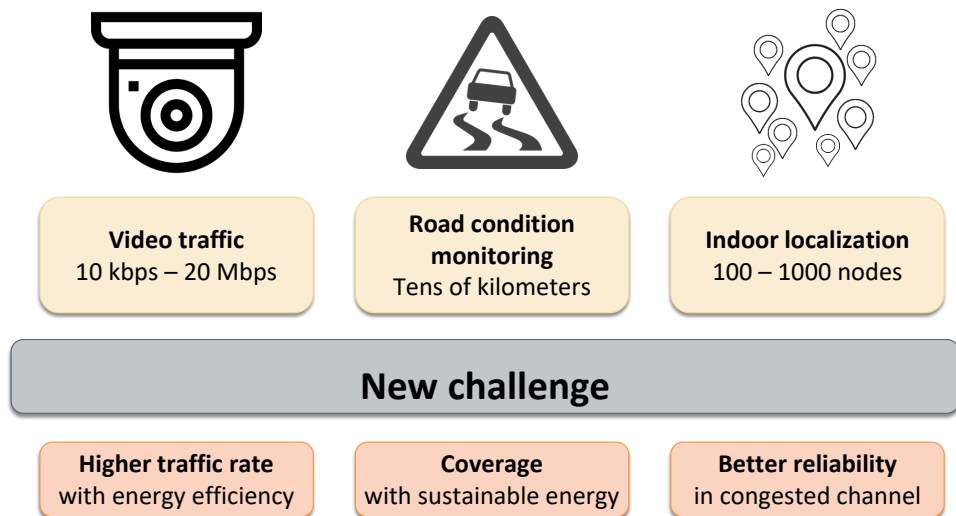 Video traffic
10 kbps – 20 Mbps
Road condition
monitoring
Tens of kilometers
Indoor localization
100 – 1000 nodes
New challenge
Higher traffic rate
with energy efficiency
Coverage
with sustainable energy
Better reliability
in congested channel